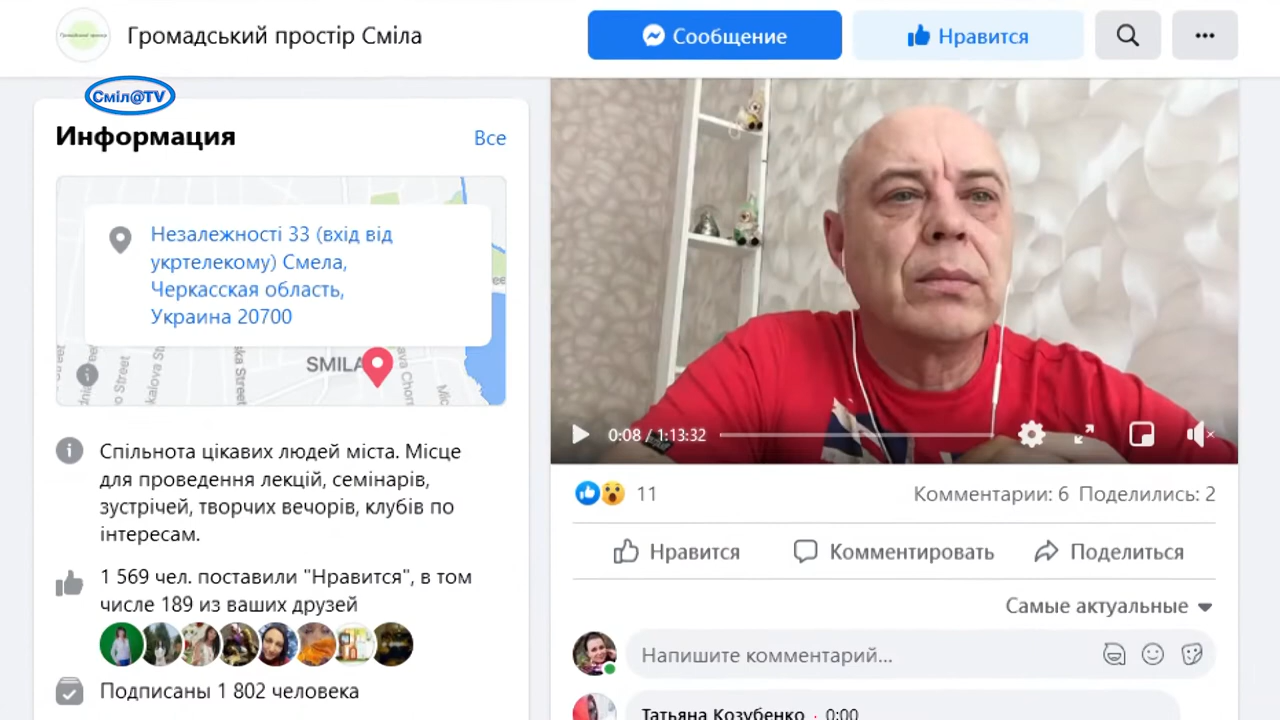 Громадський простір Сміла
Сообщение
Нравится
Сміл@TV
Информация
Все
Незалежності 33 (вхід від
укртелекому) Смела,
Черкасская область,
Украина 20700
SMILA
Спільнота цікавих людей міста. Місце
для проведення лекцій, семінарів,
зустрічей, творчих вечорів, клубів по
інтересам.
1 569 чел. поставили "Нравится", в том
числе 189 из ваших друзей
Подписаны 1 802 человека
0:08 / 1:13:32
11
Комментарии: 6 Поделились: 2
Нравится
Комментировать
Поделиться
Самые актуальные
Напишите комментарий...
Татьяна Козубенко · 0:00